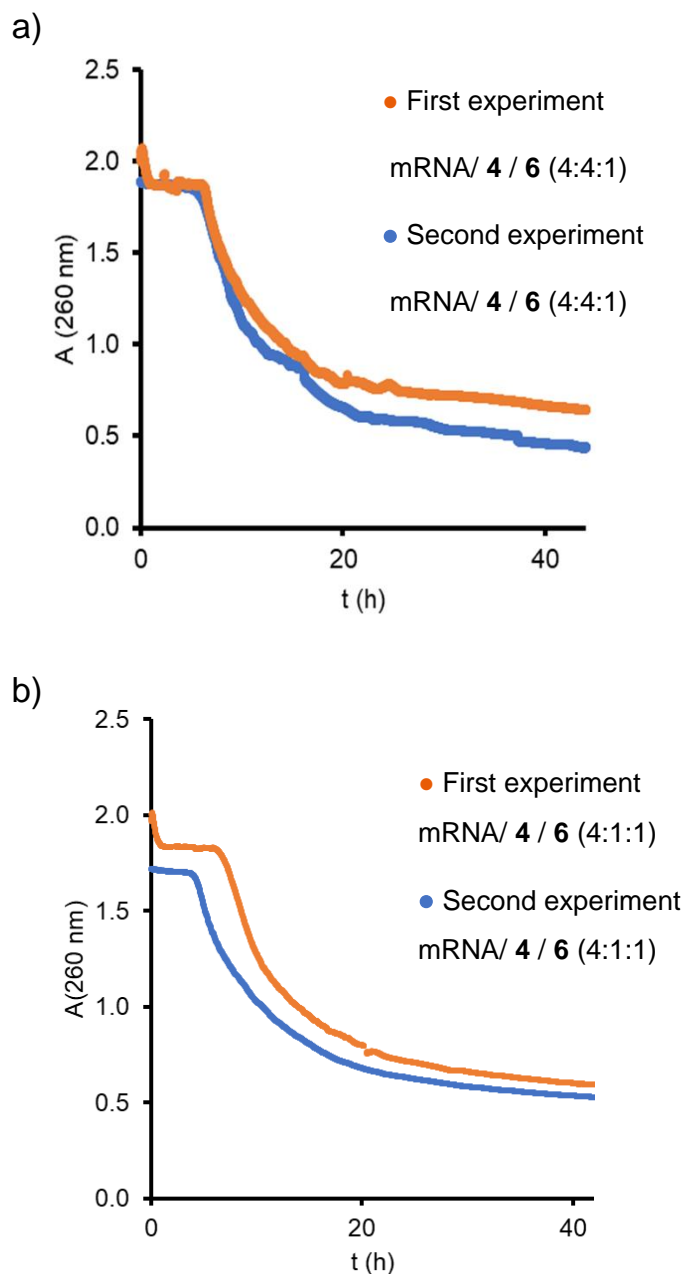 a)
2.5
2.0
1.5
1.0
0.5
0.0
A (260 nm)
0
20
40
t (h)
First experiment
mRNA/ 4 / 6 (4:4:1)
Second experiment
mRNA/ 4 / 6 (4:4:1)
b)
2.5
2.0
1.5
1.0
0.5
0.0
A(260 nm)
0
20
40
t (h)
First experiment
mRNA/ 4 / 6 (4:1:1)
Second experiment
mRNA/ 4 / 6 (4:1:1)